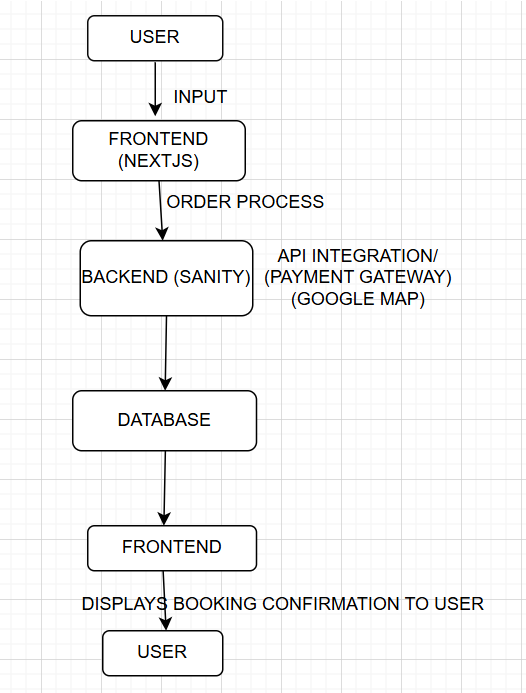 USER
INPUT
FRONTEND
(NEXTJS)
ORDER PROCESS
BACKEND (SANITY)
API INTEGRATION/
(PAYMENT GATEWAY)
(GOOGLE MAP)
DATABASE
FRONTEND
DISPLAYS BOOKING CONFIRMATION TO USER
USER